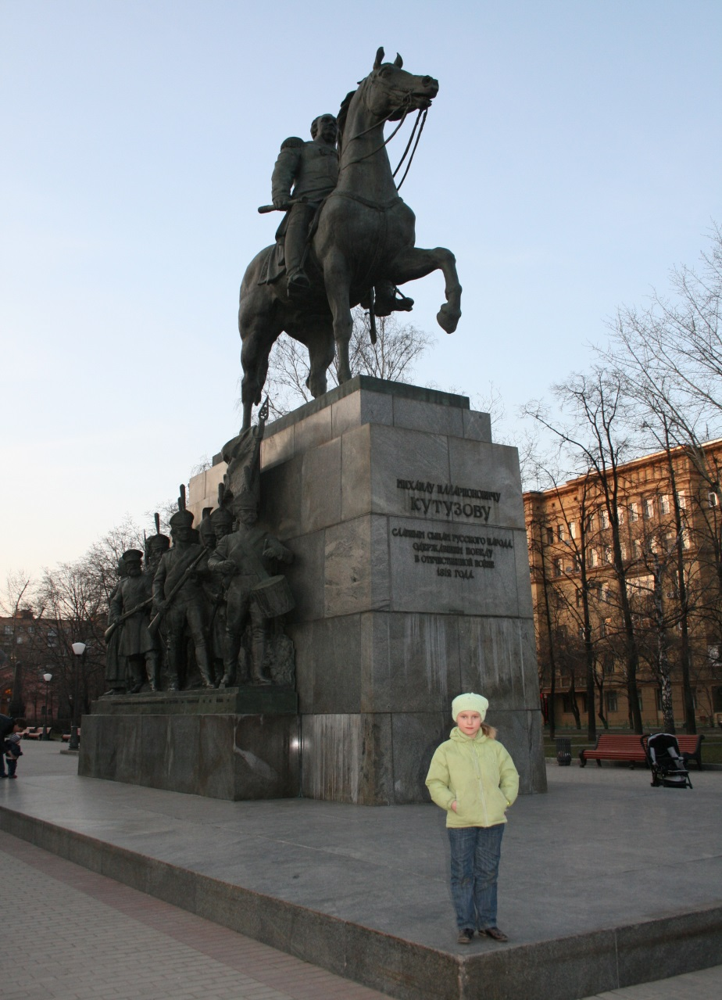 МИХАИЛУ ИЛЛАРИОНОВИЧУ
КУТУЗОВУ
СЛАВНЫМ СЫНАМ РУССКОГО НАРОДА
ОДЕРЖАВШИМ ПОБЕДУ
В ОТЕЧЕСТВЕННОЙ ВОЙНЕ
1812 ГОДА